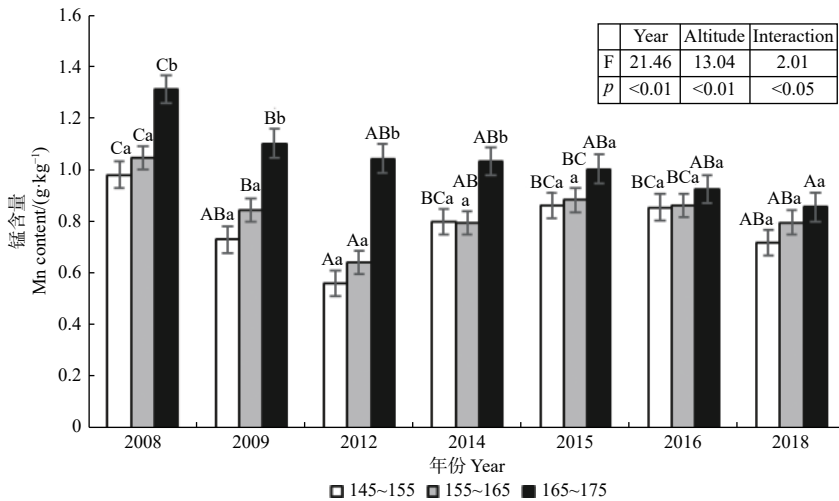 Year Altitude Interaction
F 21.46 13.04 2.01
p <0.01 <0.01 <0.05
锰含量
Mn content/(g·kg⁻¹)
1.6
1.4
1.2
1.0
0.8
0.6
0.4
0.2
0
Ca Ca Cb
ABa Ba Bb
Aa Aa ABb
BCa AB
a ABb
BCa BC
a ABa
BCa BCa ABa
ABa ABa Aa
2008 2009 2012 2014 2015 2016 2018
年份 Year
145~155 155~165 165~175